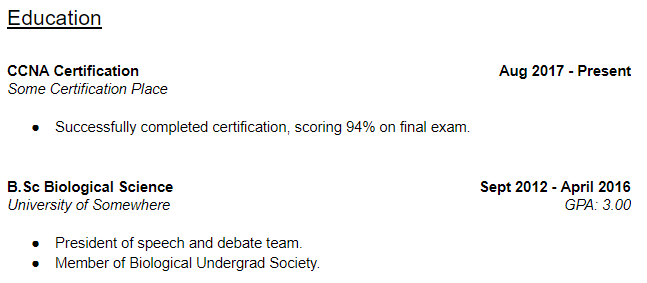 Education
CCNA Certification Aug 2017 - Present
Some Certification Place
● Successfully completed certification, scoring 94% on final exam.
B.Sc Biological Science Sept 2012 - April 2016
University of Somewhere GPA: 3.00
● President of speech and debate team.
● Member of Biological Undergrad Society.